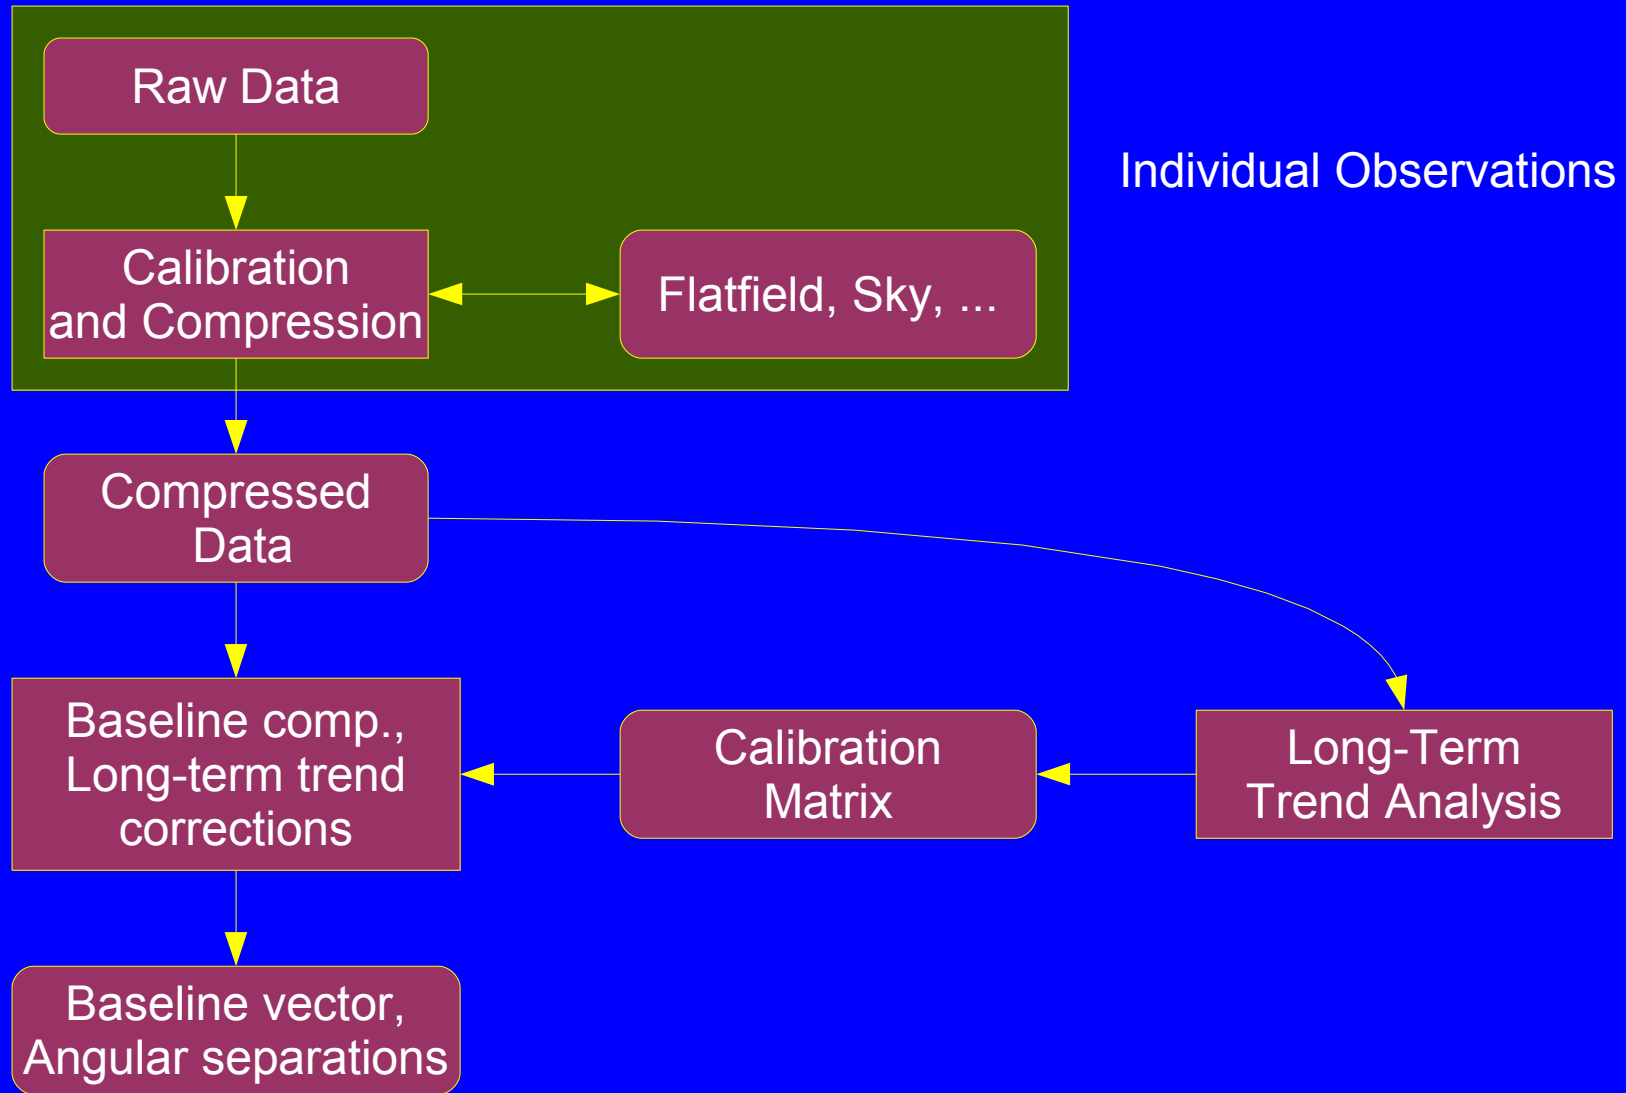 Raw Data
Individual Observations
Calibration
and Compression
Flatfield, Sky, ...
Compressed
Data
Baseline comp.,
Long-term trend
corrections
Calibration
Matrix
Long-Term
Trend Analysis
Baseline vector,
Angular separations